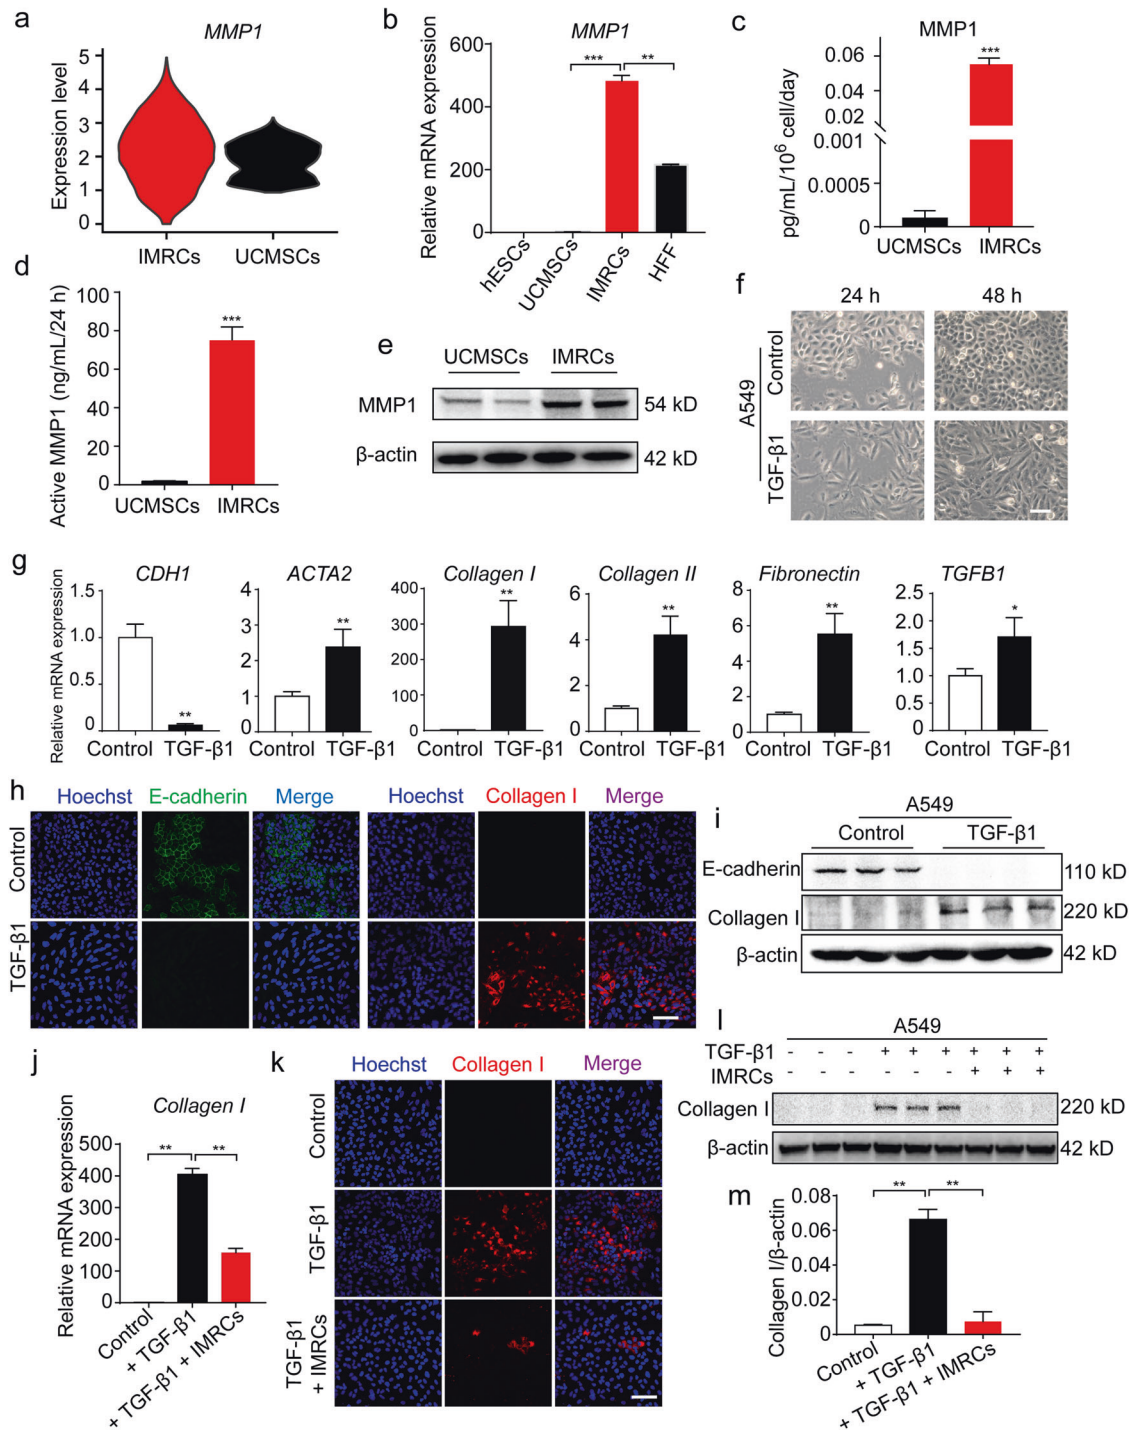 a
MMP1
Expression level
5
4
3
2
1
0
IMRCs UCMSCs
b
MMP1
Relative mRNA expression
600
400
200
0
*** **
hESCs
UCMSCs
IMRCs
HFF
c
MMP1
pg/mL/10⁶ cell/day
0.06
0.04
0.02
0.001
0.0005
0
***
UCMSCs IMRCs
d
Active MMP1 (ng/mL/24 h)
100
80
60
40
20
0
***
UCMSCs IMRCs
e
UCMSCs IMRCs
MMP1 54 kD
β-actin 42 kD
f
24 h 48 h
A549
Control
TGF-β1
g
Relative mRNA expression
CDH1
1.5
1.0
0.5
0
**
Control TGF-β1
ACTA2
4
3
2
1
0
**
Control TGF-β1
Collagen I
400
300
200
100
0
**
Control TGF-β1
Collagen II
6
4
2
0
**
Control TGF-β1
Fibronectin
8
6
4
2
0
**
Control TGF-β1
TGFB1
2.5
2.0
1.5
1.0
0.5
0
*
Control TGF-β1
h
Hoechst E-cadherin Merge Hoechst Collagen I Merge
Control
TGF-β1
i
A549
Control TGF-β1
E-cadherin 110 kD
Collagen I 220 kD
β-actin 42 kD
j
Collagen I
Relative mRNA expression
500
400
300
200
100
0
** **
Control
+ TGF-β1
+ TGF-β1 + IMRCs
k
Hoechst Collagen I Merge
Control
TGF-β1
TGF-β1
+ IMRCs
l
A549
TGF-β1 - - - + + + + + +
IMRCs - - - - - - + + +
Collagen I 220 kD
β-actin 42 kD
m
Collagen I/β-actin
0.08
0.06
0.04
0.02
0
** **
Control
+ TGF-β1
+ TGF-β1 + IMRCs